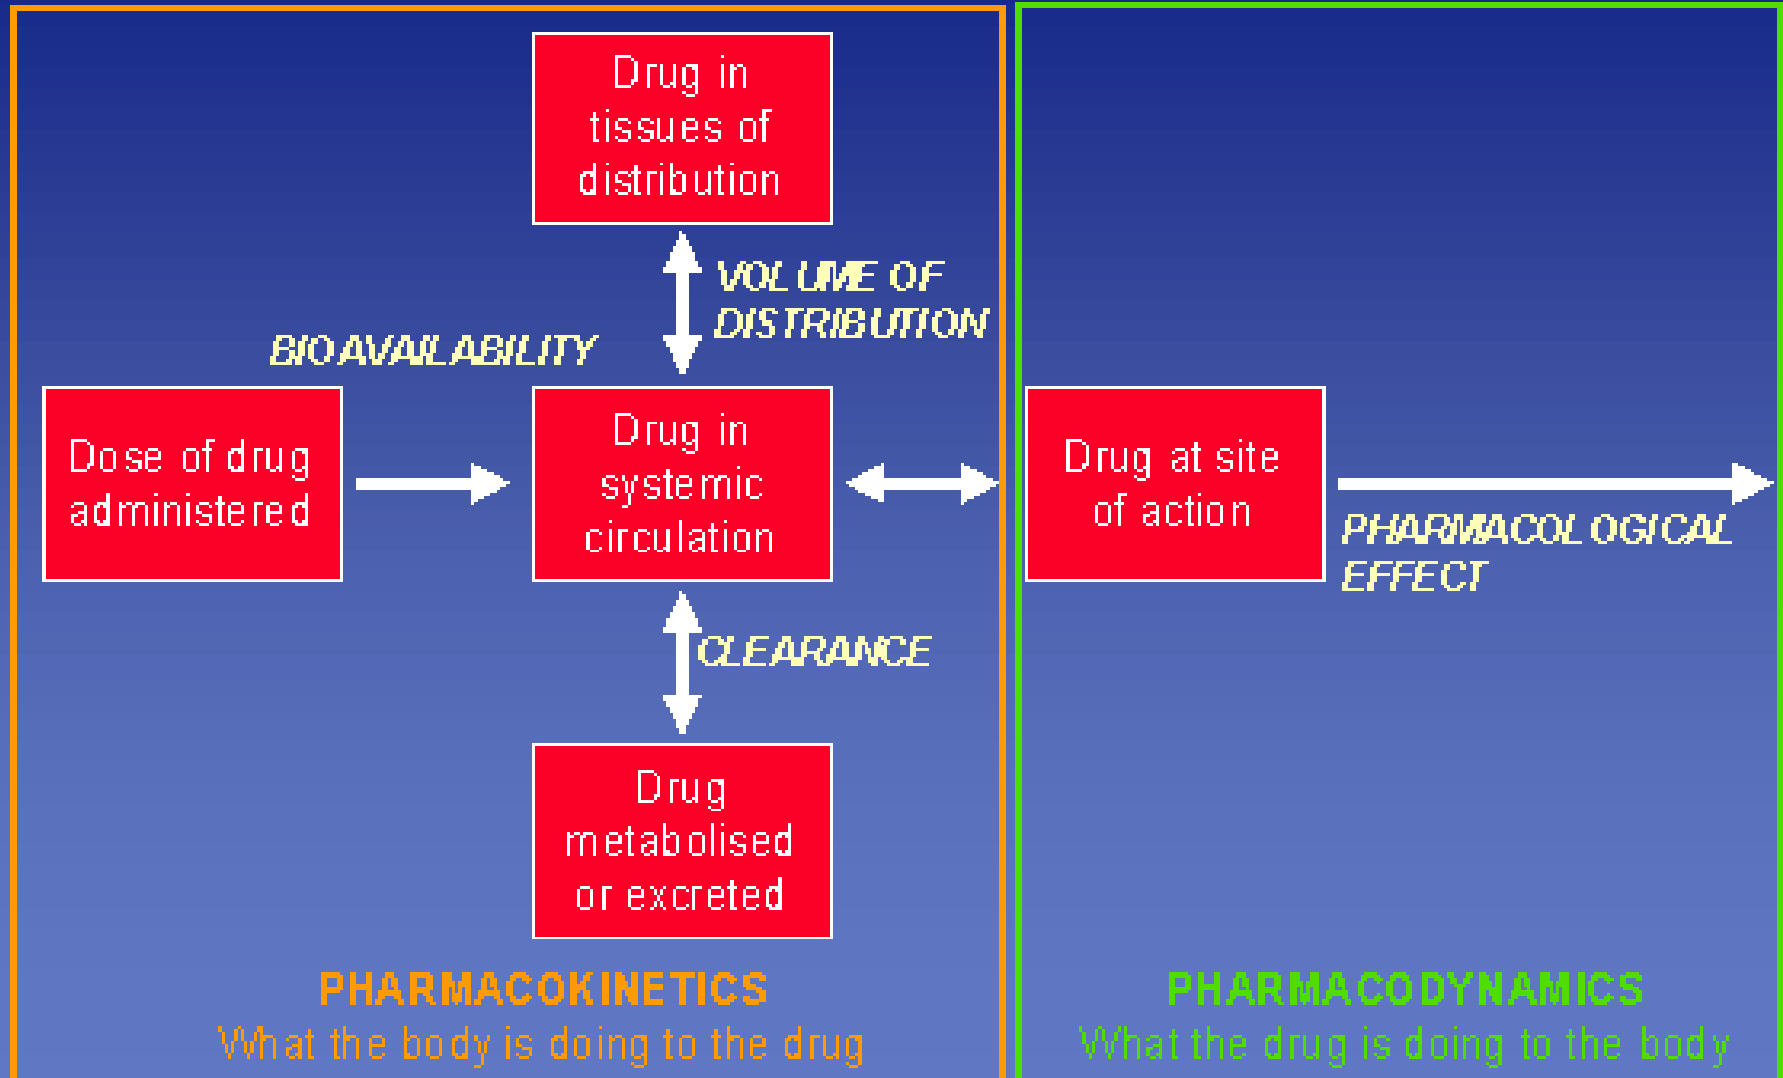 Drug in
tissues of
distribution
VOLUME OF
DISTRIBUTION
BIOAVAILABILITY
Dose of drug
administered
Drug in
systemic
circulation
Drug at site
of action
PHARMACOLOGICAL
EFFECT
CLEARANCE
Drug
metabolised
or excreted
PHARMACOKINETICS
What the body is doing to the drug
PHARMACODYNAMICS
What the drug is doing to the body